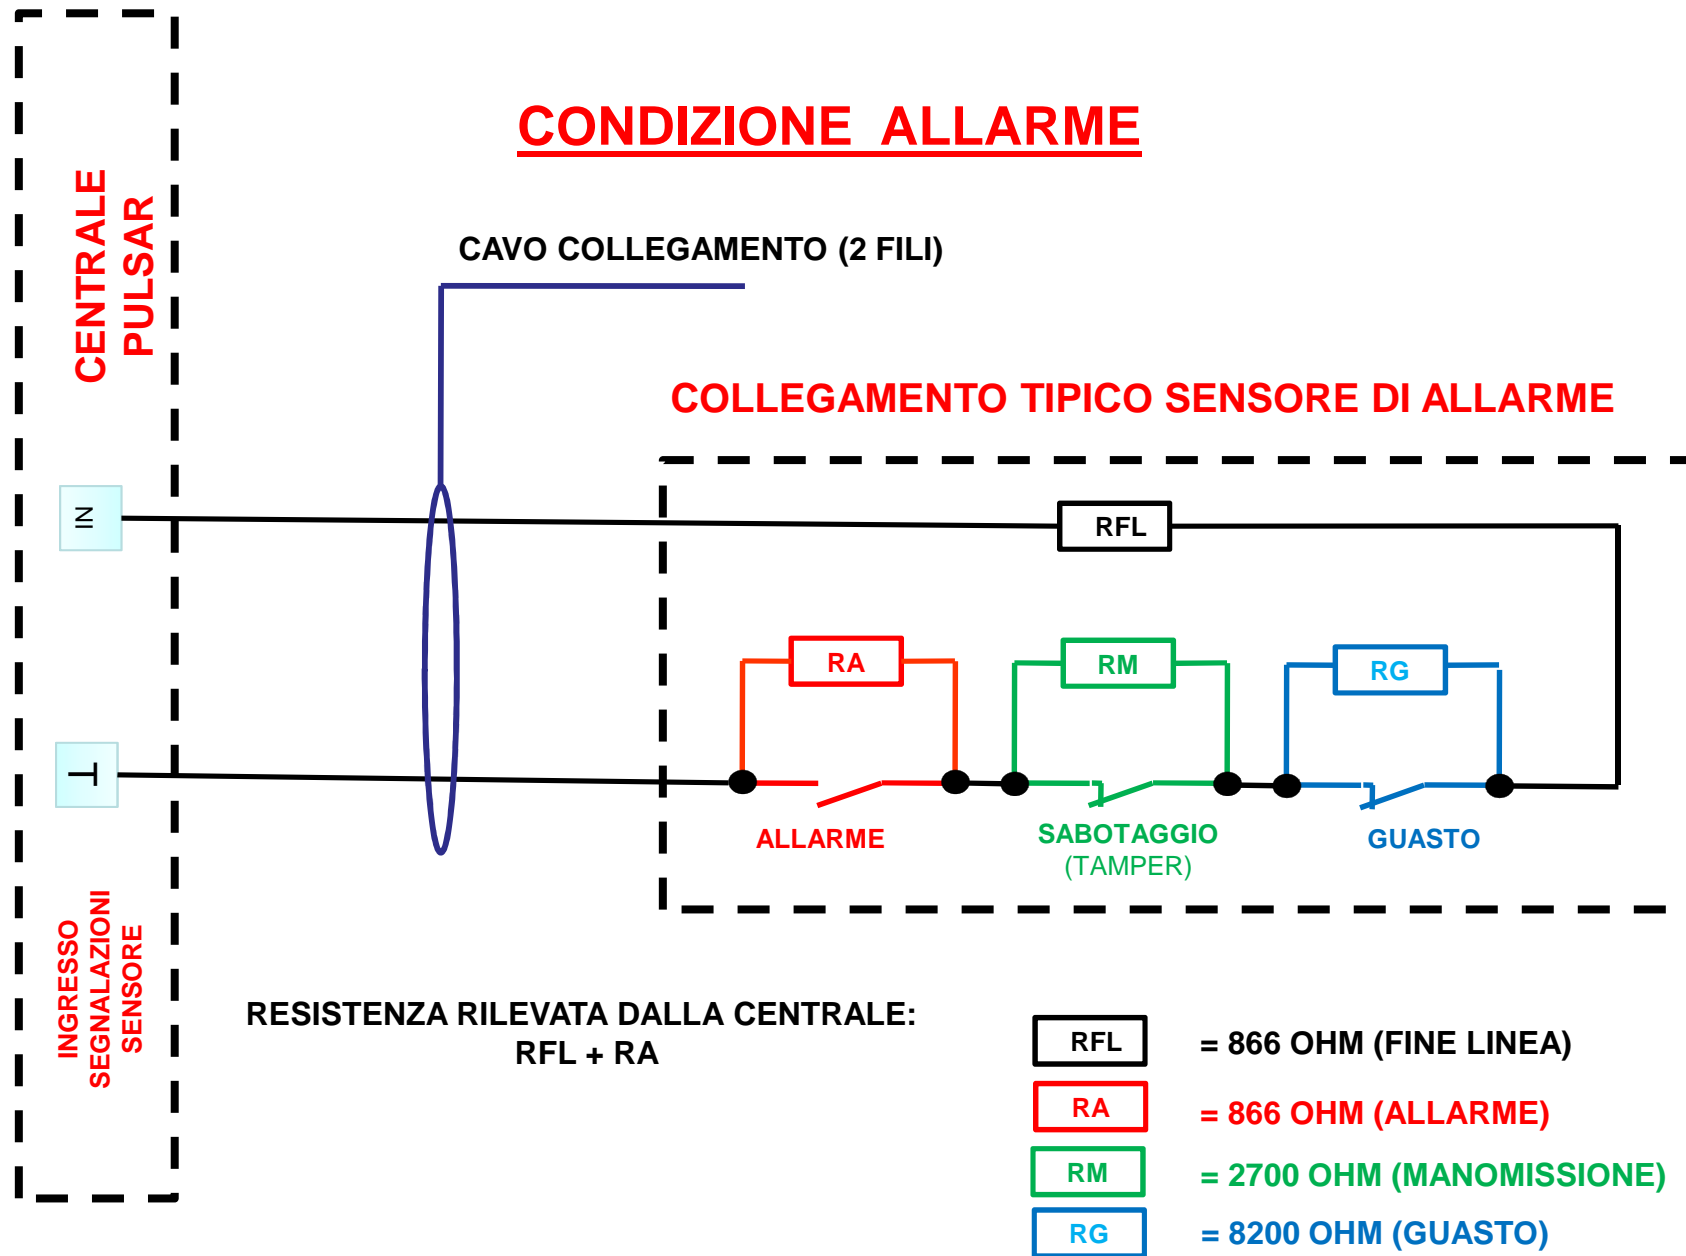 CONDIZIONE ALLARME
CENTRALE
PULSAR
CAVO COLLEGAMENTO (2 FILI)
COLLEGAMENTO TIPICO SENSORE DI ALLARME
IN
RFL
RA
RM
RG
T
ALLARME
SABOTAGGIO
(TAMPER)
GUASTO
INGRESSO
SEGNALAZIONI
SENSORE
RESISTENZA RILEVATA DALLA CENTRALE:
RFL + RA
RFL = 866 OHM (FINE LINEA)
RA = 866 OHM (ALLARME)
RM = 2700 OHM (MANOMISSIONE)
RG = 8200 OHM (GUASTO)